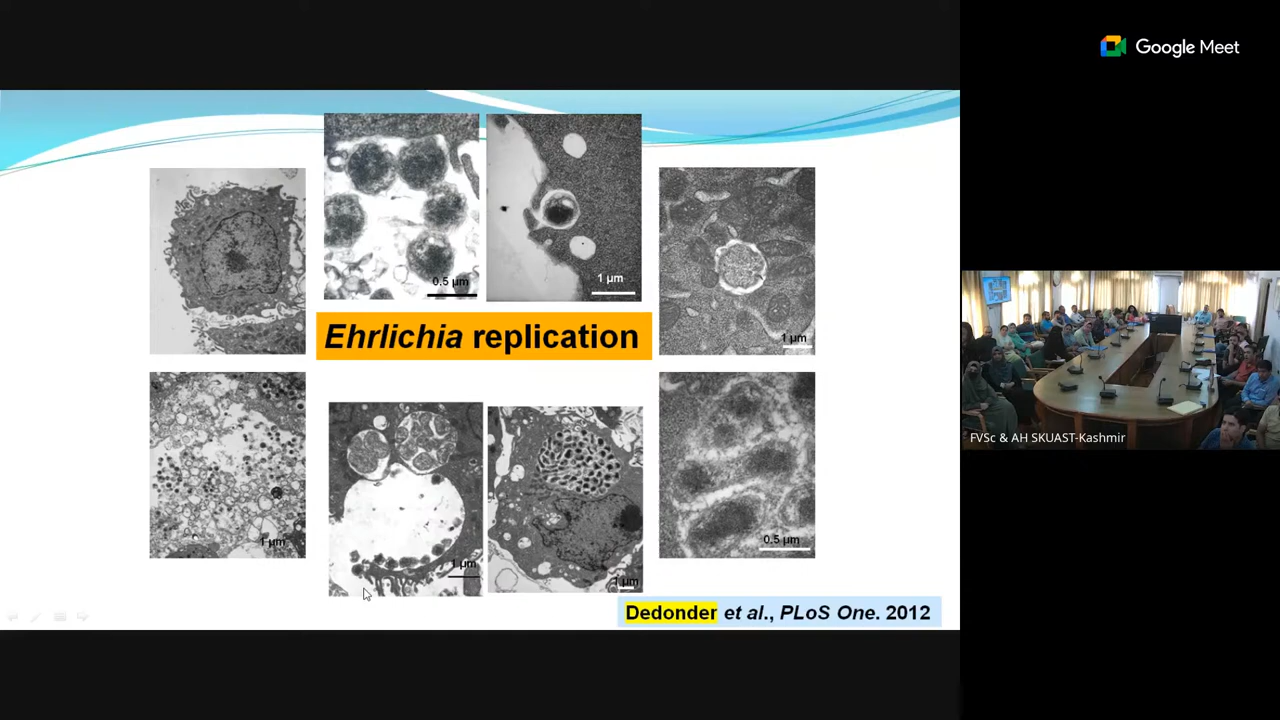 Google Meet
0.5 µm
1 µm
1 µm
Ehrlichia replication
1 µm
1 µm
1 µm
0.5 µm
FVSc & AH SKUAST-Kashmir
Dedonder et al., PLoS One. 2012